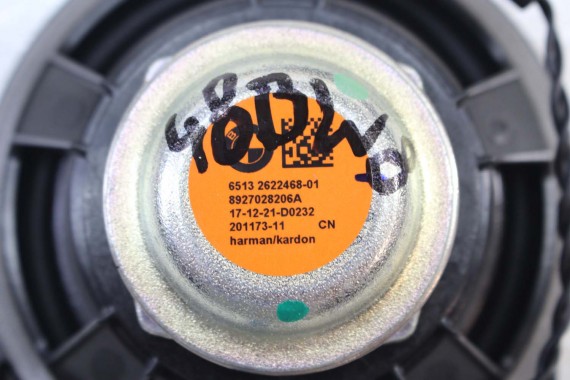 6513 2622468-01
8927028206A
17-12-21-D0232
201173-11 CN
harman/kardon